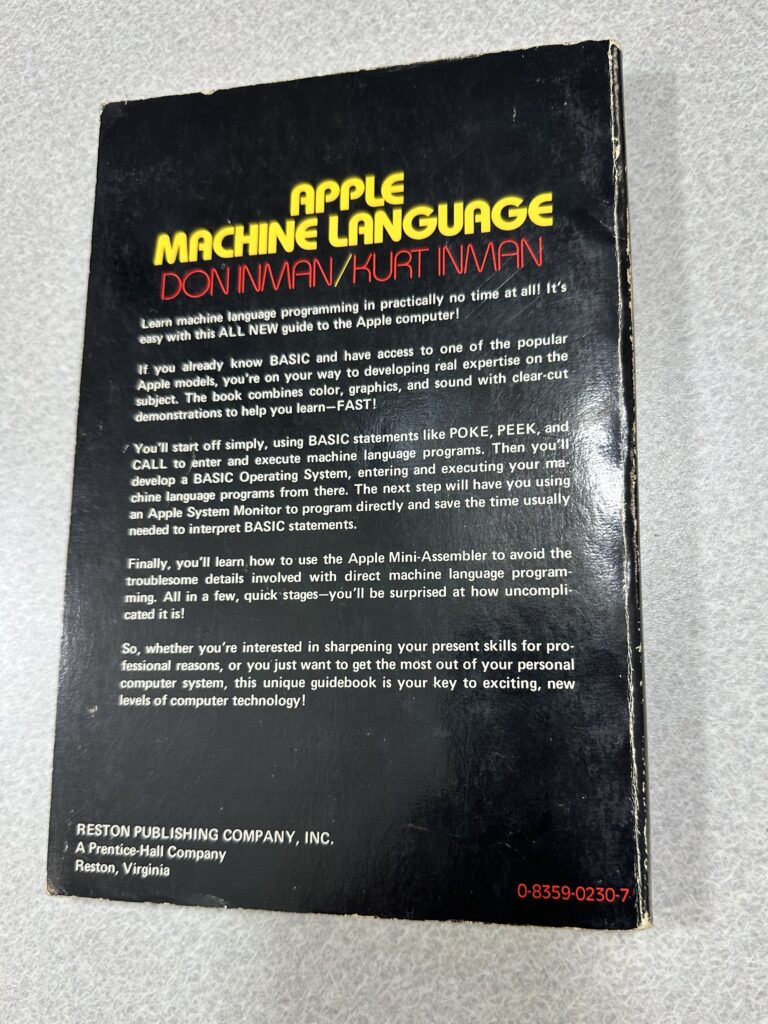 APPLE
MACHINE LANGUAGE
DON INMAN/KURT INMAN
Learn machine language programming in practically no time at all! It's
easy with this ALL NEW guide to the Apple computer!
If you already know BASIC and have access to one of the popular
Apple models, you're on your way to developing real expertise on the
subject. The book combines color, graphics, and sound with clear-cut
demonstrations to help you learn—FAST!
You'll start off simply, using BASIC statements like POKE, PEEK, and
CALL to enter and execute machine language programs. Then you'll
develop a BASIC Operating System, entering and executing your ma-
chine language programs from there. The next step will have you using
an Apple System Monitor to program directly and save the time usually
needed to interpret BASIC statements.
Finally, you'll learn how to use the Apple Mini-Assembler to avoid the
troublesome details involved with direct machine language program-
ming. All in a few, quick stages—you'll be surprised at how uncompli-
cated it is!
So, whether you're interested in sharpening your present skills for pro-
fessional reasons, or you just want to get the most out of your personal
computer system, this unique guidebook is your key to exciting, new
levels of computer technology!
RESTON PUBLISHING COMPANY, INC.
A Prentice-Hall Company
Reston, Virginia
0-8359-0230-7